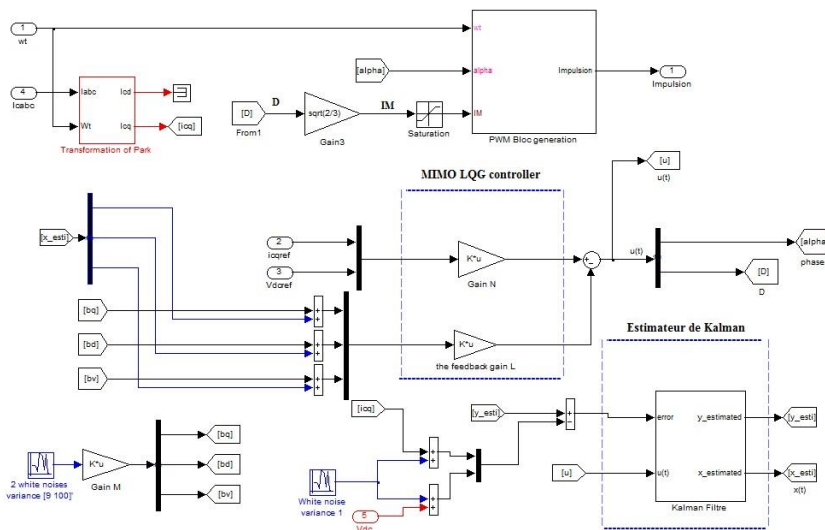 1
wt
4
Icabc
Iabc
Wt
Icd
Icq
Transformation of Park
[icq]
[alpha]
[D]
From1
D
sqrt(2/3)
Gain3
IM
Saturation
wt
alpha
IM
Impulsion
PWM Bloc generation
1
Impulsion
MIMO LQG controller
[x_esti]
2
icqref
3
Vdcref
K*u
Gain N
K*u
the feedback gain L
[u]
u(t)
u(t)
[alpha]
phase
[D]
D
[bq]
[bd]
[bv]
Estimateur de Kalman
[icq]
[y_esti]
error
u(t)
y_estimated
x_estimated
Kalman Filtre
[y_esti]
[x_esti]
x(t)
[u]
2 white noises
variance [9 100]'
K*u
Gain M
[bq]
[bd]
[bv]
White noise
variance 1
5
Vdc